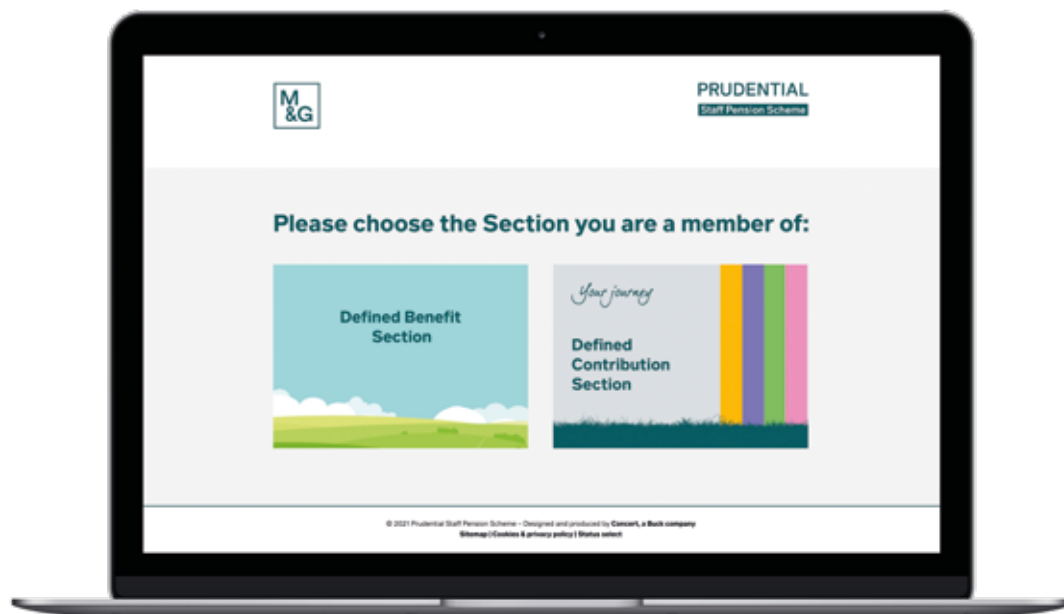 M
&G
PRUDENTIAL
Staff Pension Scheme
Please choose the Section you are a member of:
Defined Benefit
Section
Your journey
Defined
Contribution
Section
© 2021 Prudential Staff Pension Scheme – Designed and produced by Concert, a Buck company
Sitemap | Cookies & privacy policy | Status select